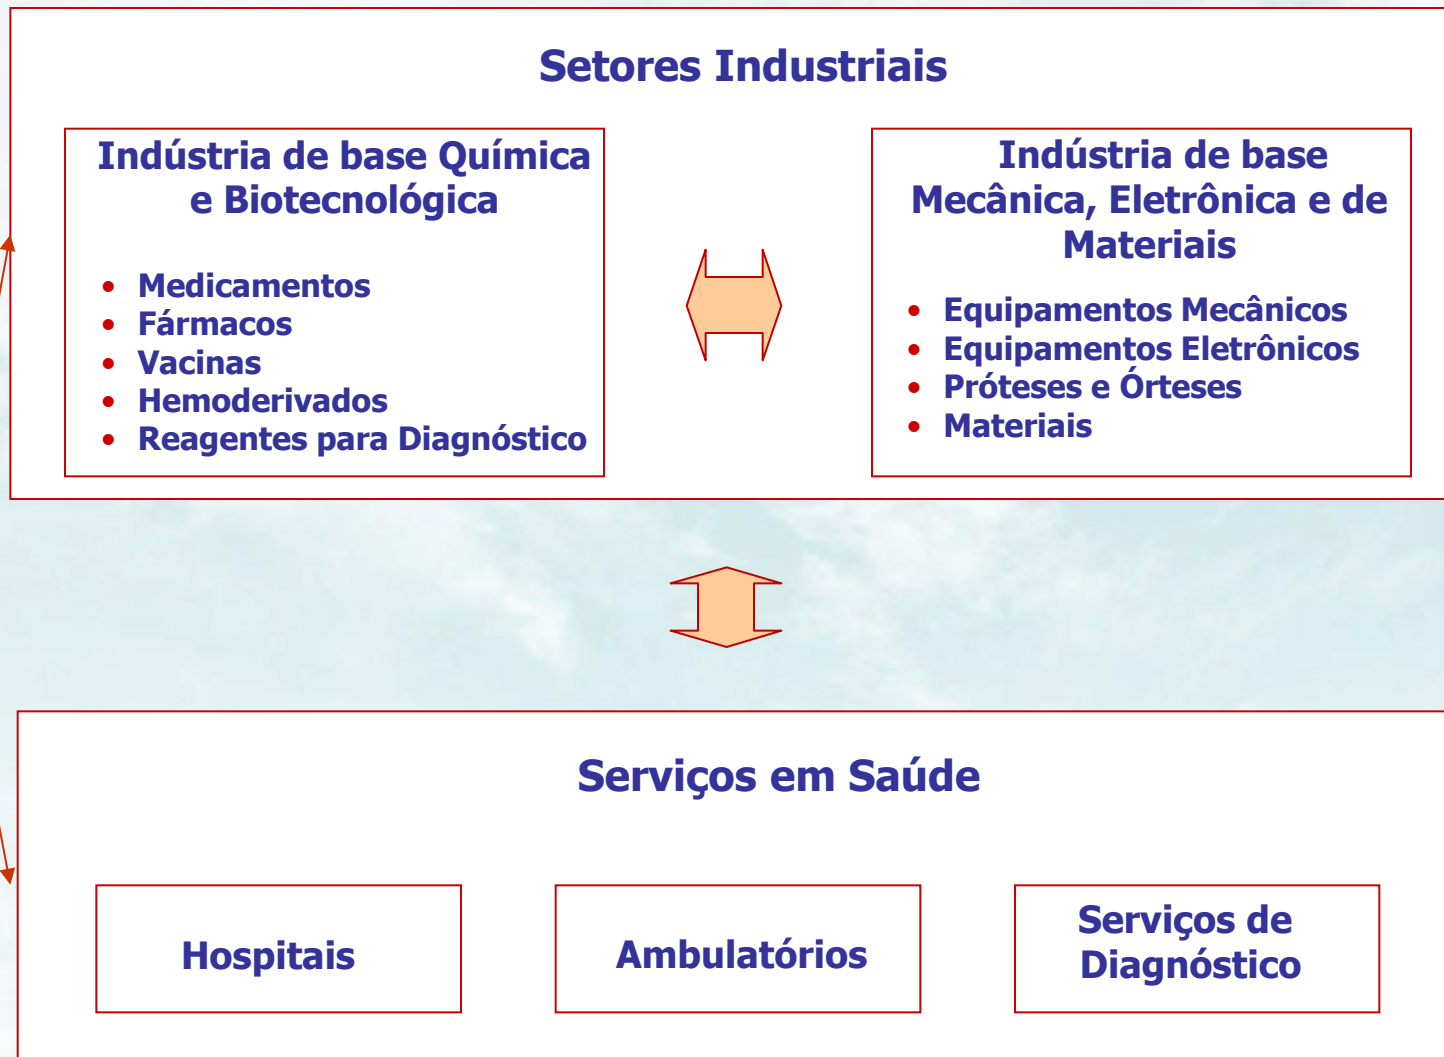 Setores Industriais
Indústria de base Química
e Biotecnológica
• Medicamentos
• Fármacos
• Vacinas
• Hemoderivados
• Reagentes para Diagnóstico
Indústria de base
Mecânica, Eletrônica e de
Materiais
• Equipamentos Mecânicos
• Equipamentos Eletrônicos
• Próteses e Órteses
• Materiais
Serviços em Saúde
Hospitais
Ambulatórios
Serviços de
Diagnóstico